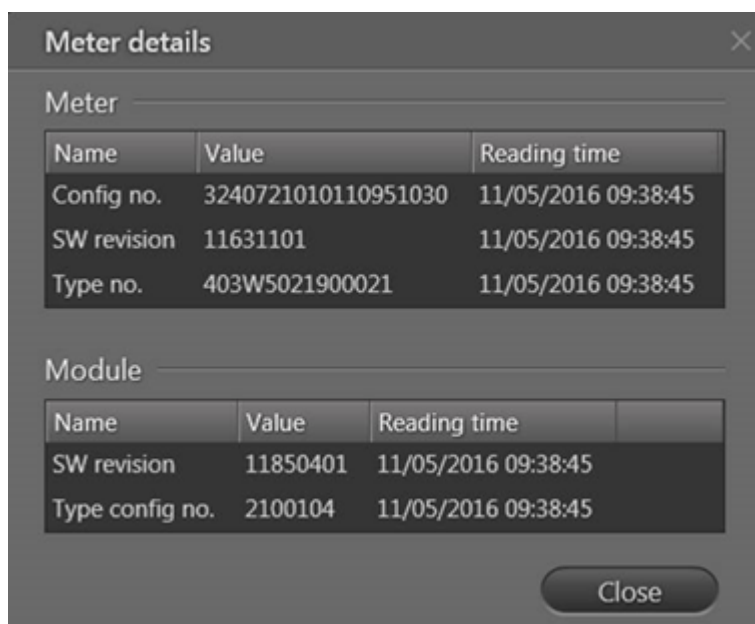 Meter details
Meter
Name Value Reading time
Config no. 3240721010110951030 11/05/2016 09:38:45
SW revision 11631101 11/05/2016 09:38:45
Type no. 403W5021900021 11/05/2016 09:38:45
Module
Name Value Reading time
SW revision 11850401 11/05/2016 09:38:45
Type config no. 2100104 11/05/2016 09:38:45
Close